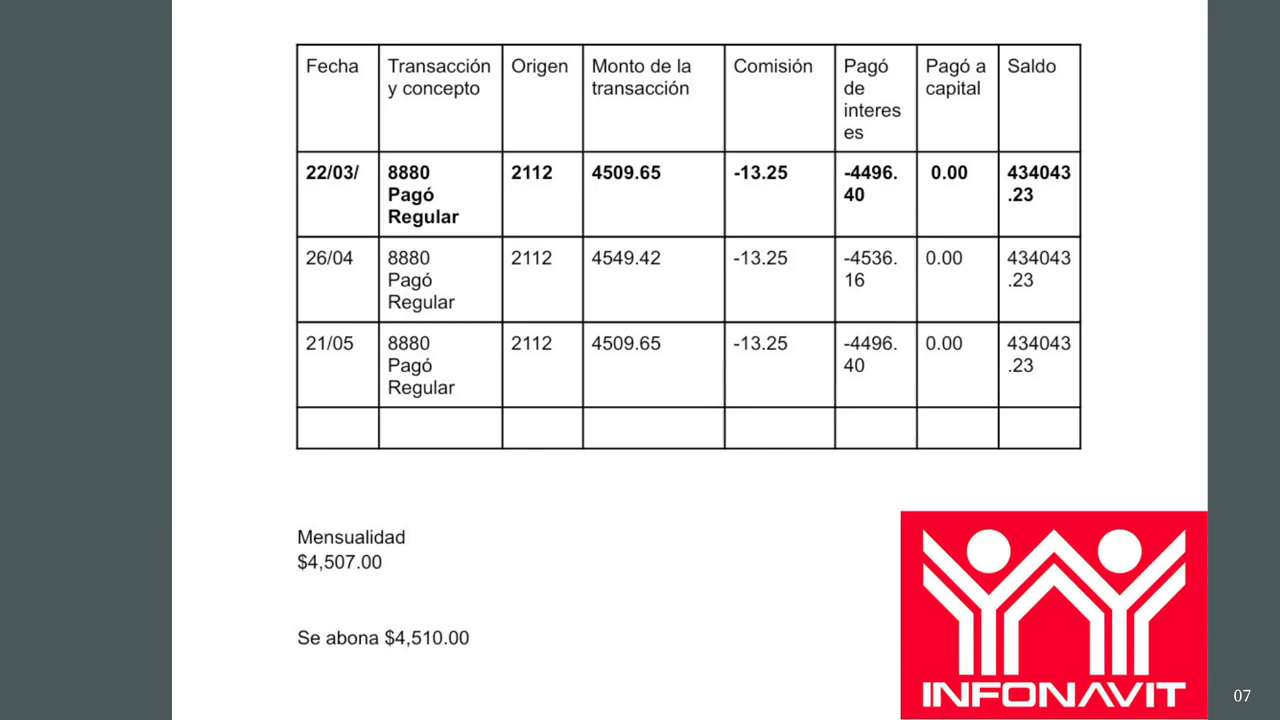 Fecha
Transacción
y concepto
Origen
Monto de la
transacción
Comisión
Pagó
de
interes
es
Pagó a
capital
Saldo
22/03/
8880
Pagó
Regular
2112
4509.65
-13.25
-4496.
40
0.00
434043
.23
26/04
8880
Pagó
Regular
2112
4549.42
-13.25
-4536.
16
0.00
434043
.23
21/05
8880
Pagó
Regular
2112
4509.65
-13.25
-4496.
40
0.00
434043
.23
Mensualidad
$4,507.00
Se abona $4,510.00
INFONAVIT
07